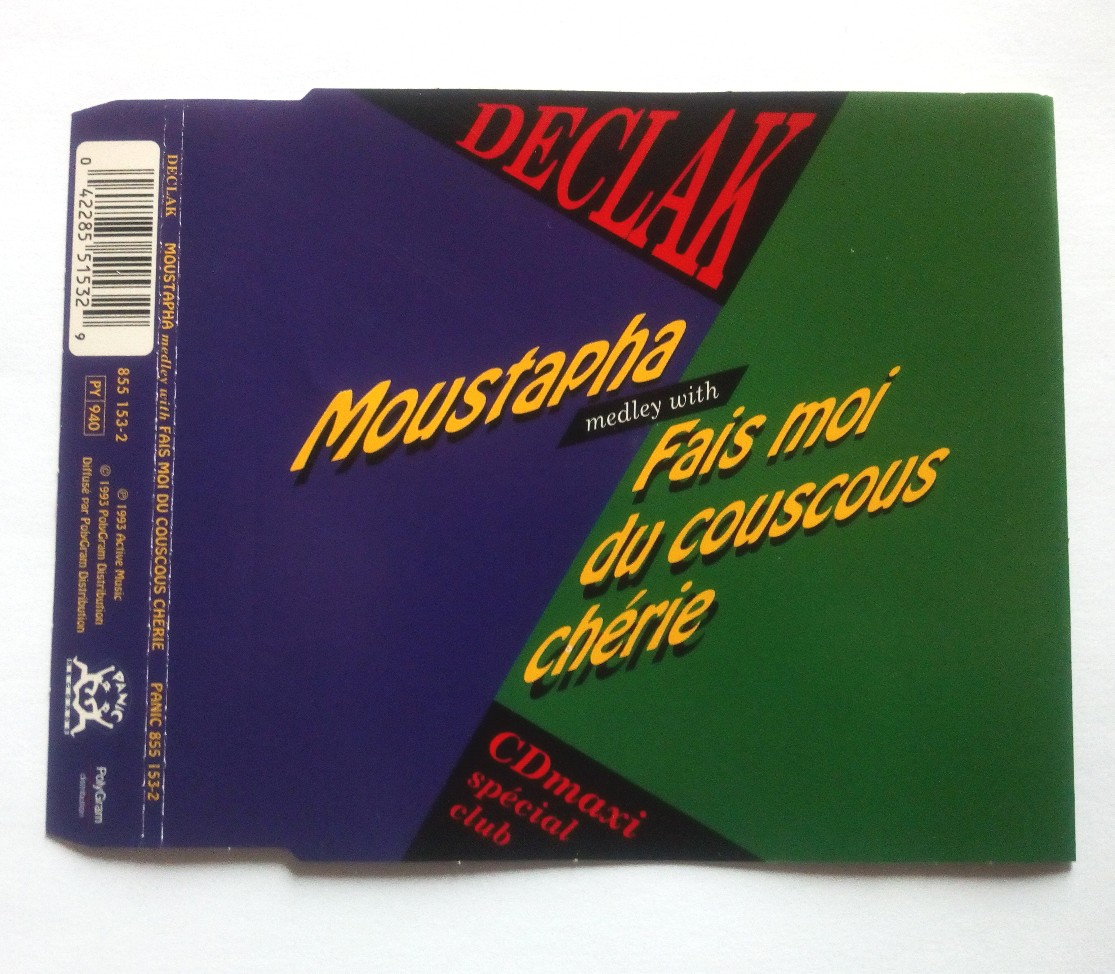 DECLAK
Moustapha
medley with
Fais moi
du couscous
chérie
CDmaxi
spécial
club
DECLAK MOUSTAPHA medley with FAIS MOI DU COUSCOUS CHERIE PANIC 855 153-2
0 42285 51532 9
855 153-2
PY 940
℗ 1993 Active Music
© 1993 PolyGram Distribution
Diffusé par PolyGram Distribution
PANIC
PolyGram
distribution